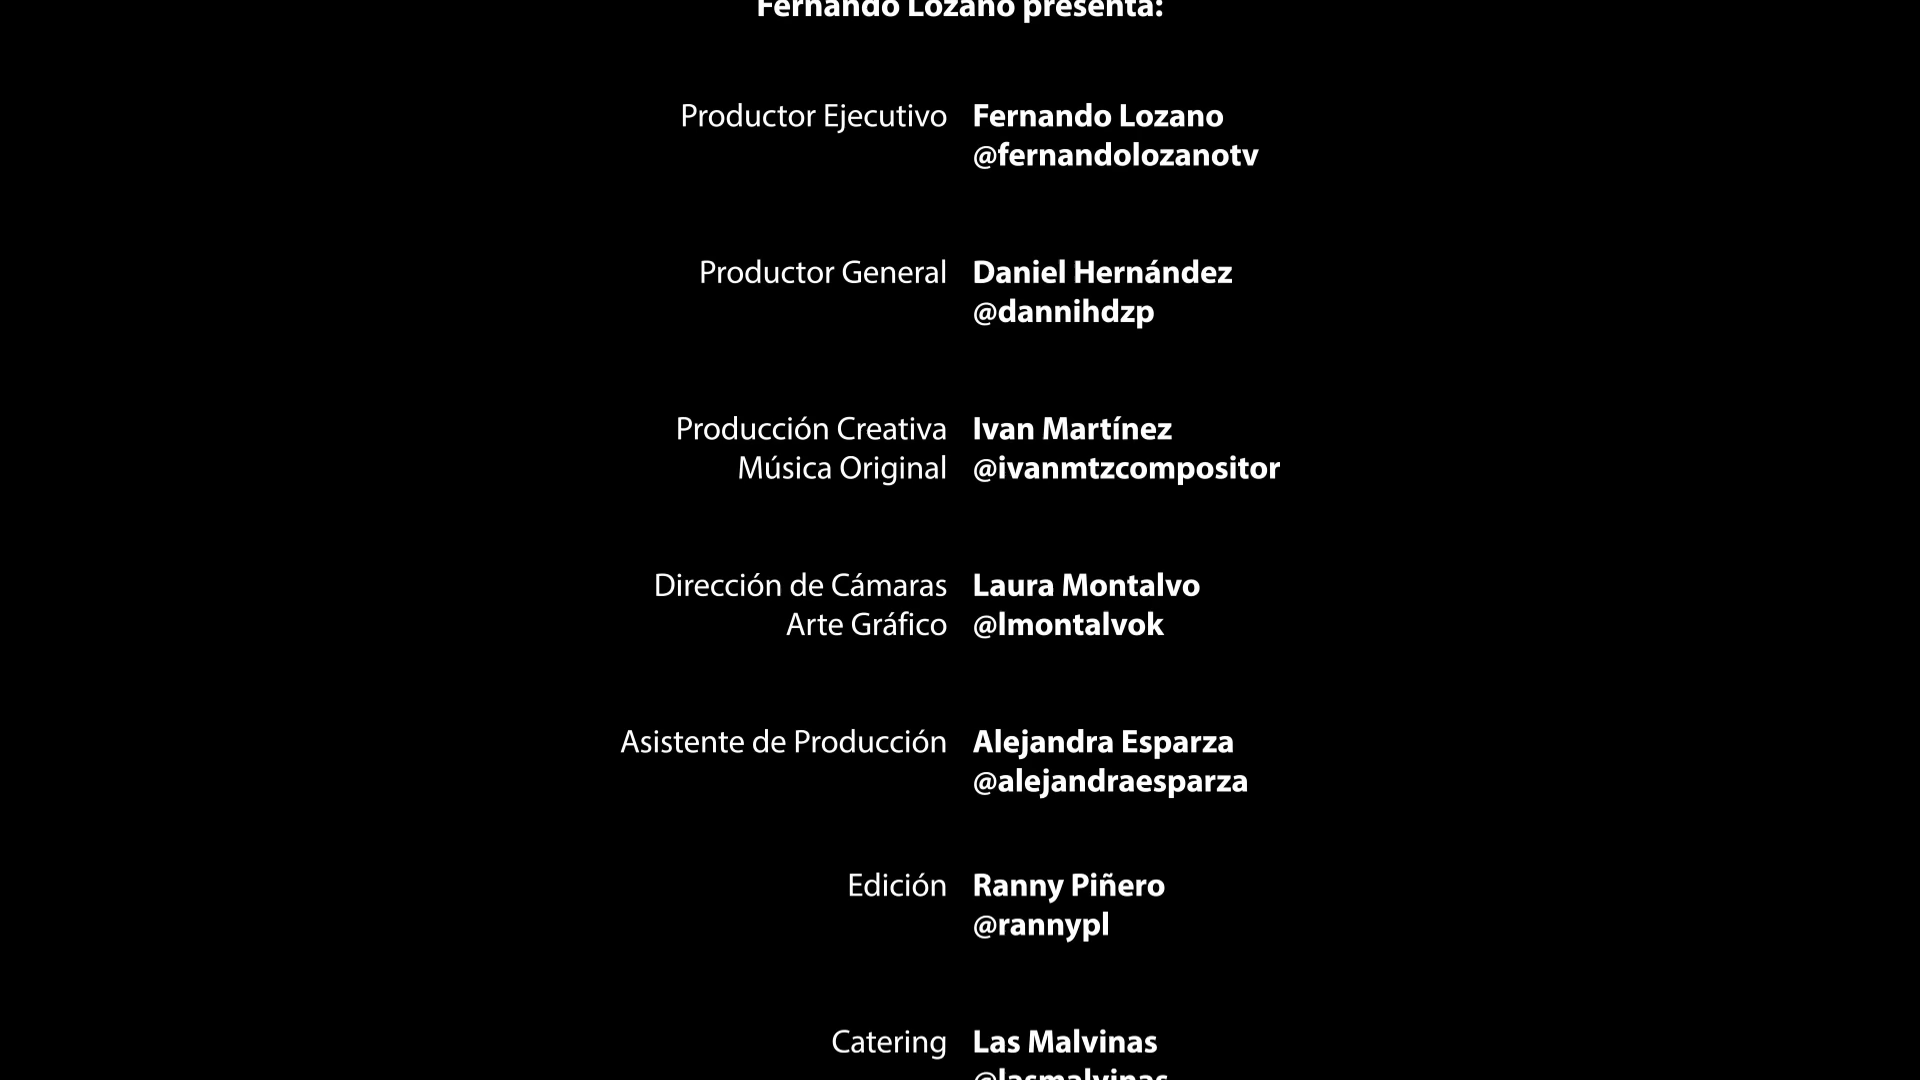 Fernando Lozano presenta:
Productor Ejecutivo Fernando Lozano
@fernandolozanotv
Productor General Daniel Hernández
@dannihdzp
Producción Creativa Ivan Martínez
Música Original @ivanmtzcompositor
Dirección de Cámaras Laura Montalvo
Arte Gráfico @lmontalvok
Asistente de Producción Alejandra Esparza
@alejandraesparza
Edición Ranny Piñero
@rannypl
Catering Las Malvinas
@lasmalvinas